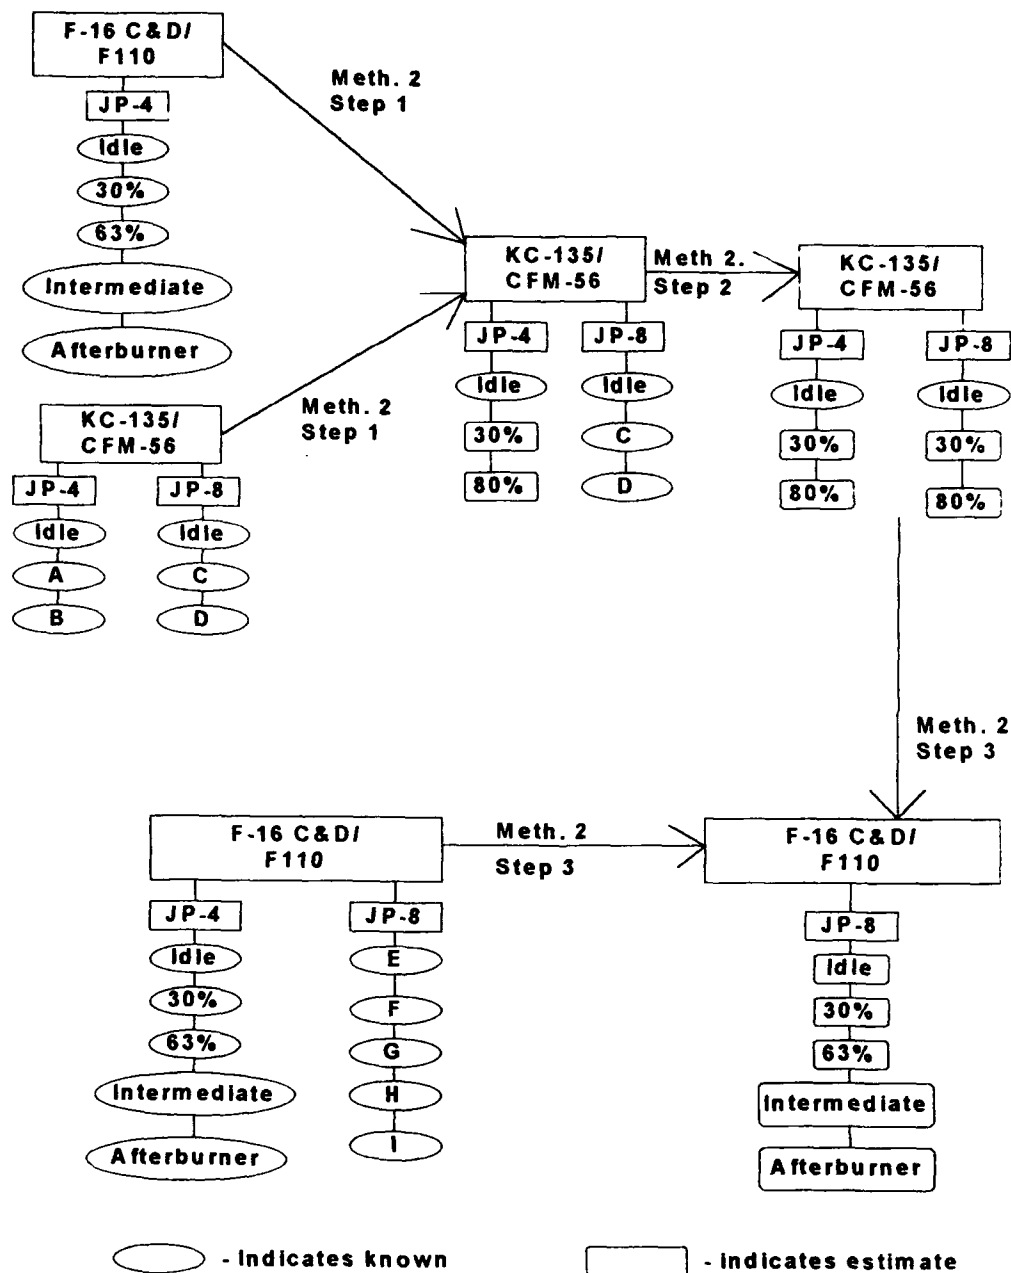 F-16 C&D/
F110
JP-4
Idle
30%
63%
Intermediate
Afterburner
Meth. 2
Step 1
KC-135/
CFM-56
JP-4
Idle
A
B
JP-8
Idle
C
D
Meth. 2
Step 1
KC-135/
CFM-56
JP-4
Idle
30%
80%
JP-8
Idle
C
D
Meth 2.
Step 2
KC-135/
CFM-56
JP-4
Idle
30%
80%
JP-8
Idle
30%
80%
Meth. 2
Step 3
F-16 C&D/
F110
JP-4
Idle
30%
63%
Intermediate
Afterburner
JP-8
E
F
G
H
I
Meth. 2
Step 3
F-16 C&D/
F110
JP-8
Idle
30%
63%
Intermediate
Afterburner
- Indicates known
- indicates estimate